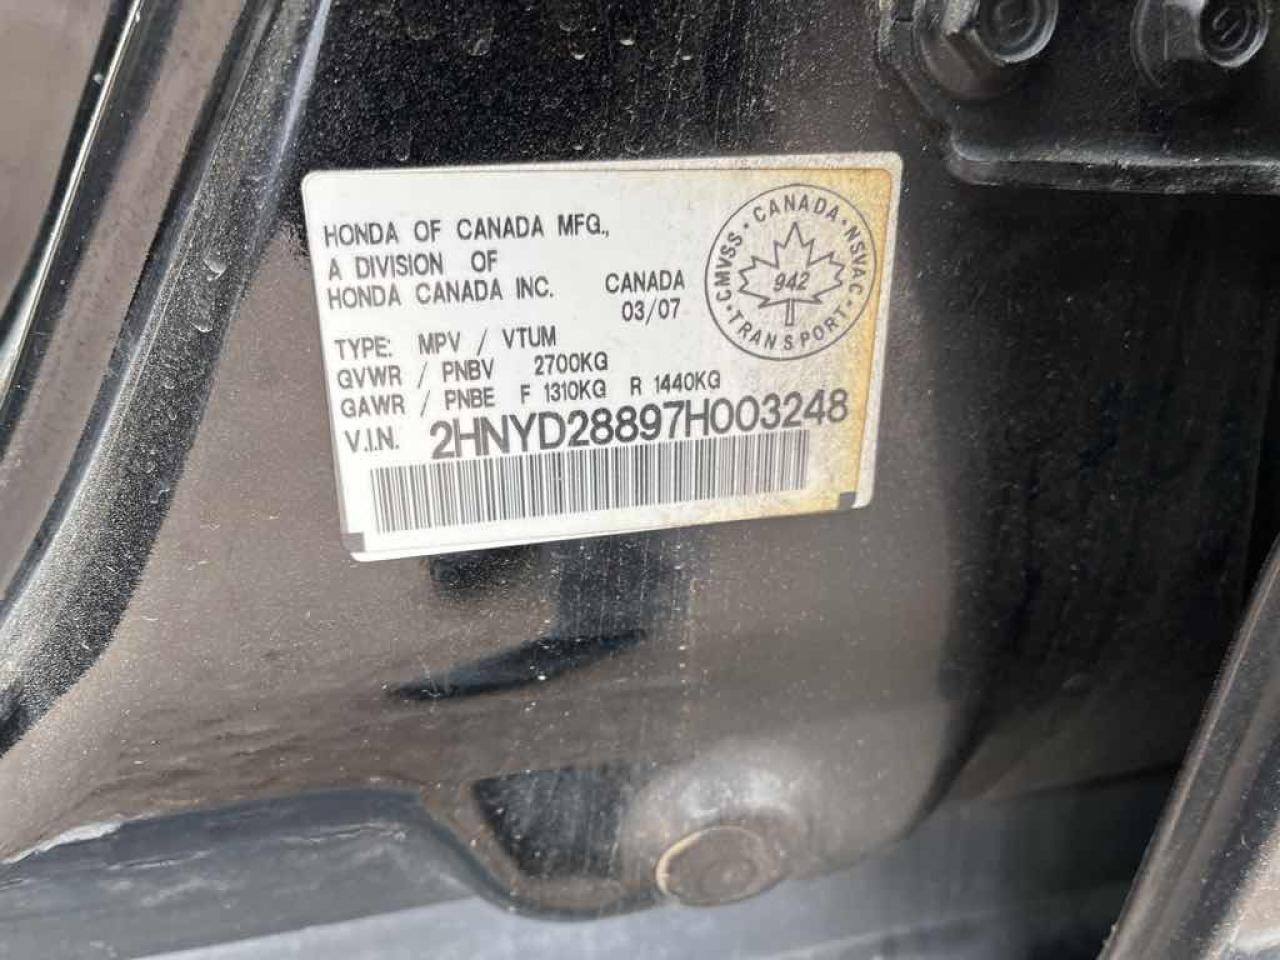 HONDA OF CANADA MFG.,
A DIVISION OF
HONDA CANADA INC. CANADA
03/07
TYPE: MPV / VTUM
GVWR / PNBV 2700KG
GAWR / PNBE F 1310KG R 1440KG
V.I.N. 2HNYD28897H003248
CMVSS · CANADA · NSVAC · TRANSPORT ·
942